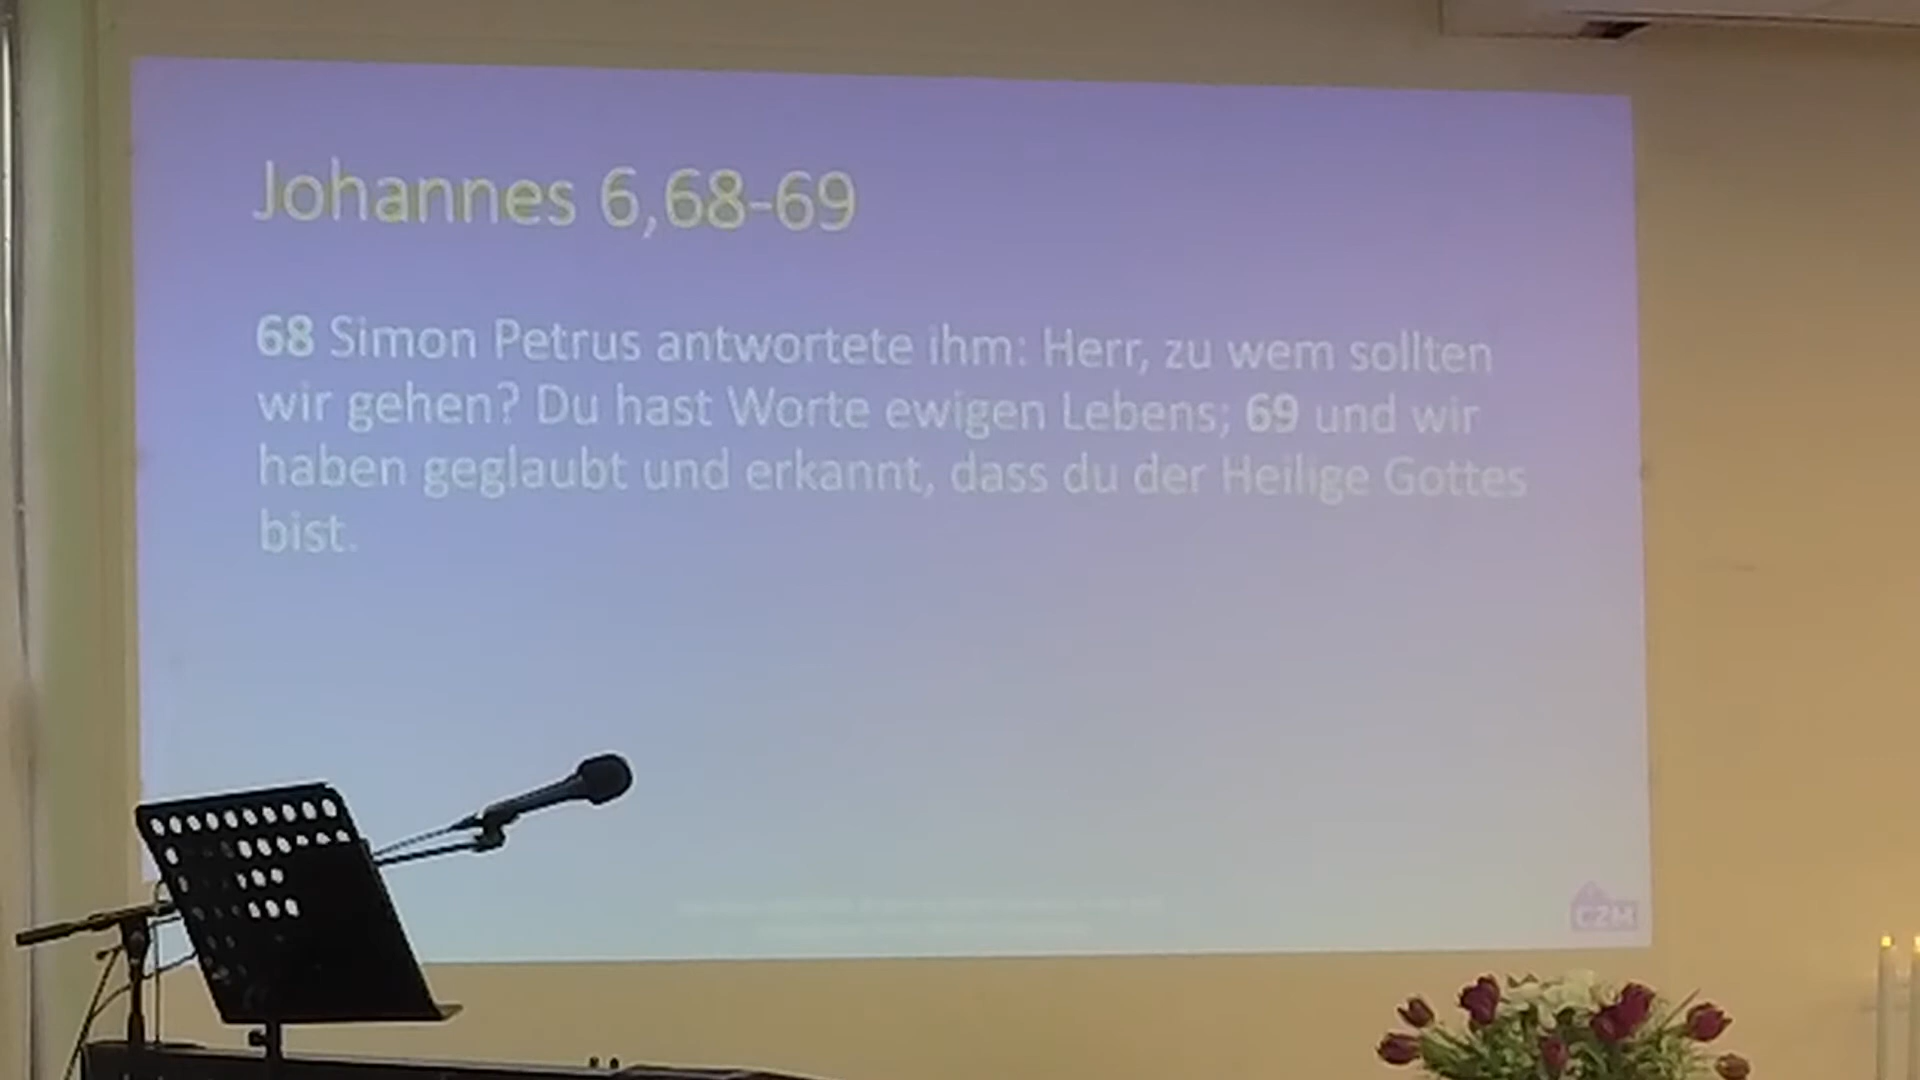 Johannes 6,68-69
68 Simon Petrus antwortete ihm: Herr, zu wem sollten
wir gehen? Du hast Worte ewigen Lebens; 69 und wir
haben geglaubt und erkannt, dass du der Heilige Gottes
bist.
CZM